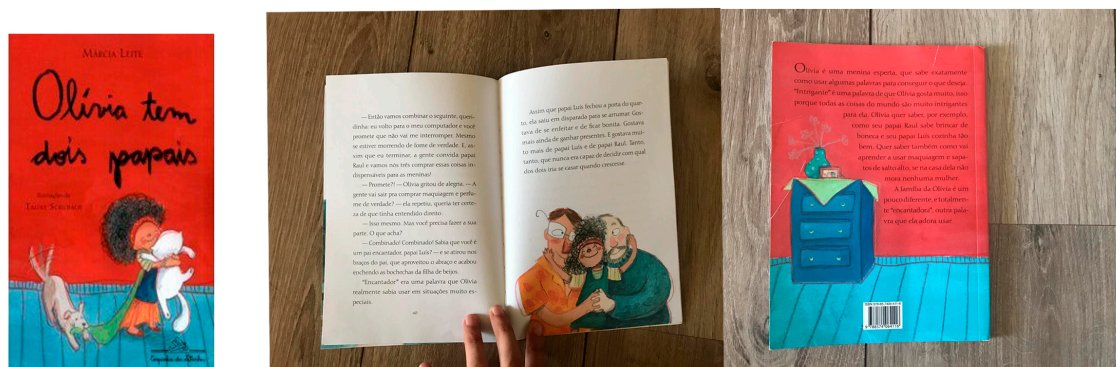 MÁRCIA LEITE
Olívia tem
dois papais
Ilustrações de
TALINE SCHUBACH
Companhia das Letrinhas
— Então vamos combinar o seguinte, queri-
dinha: eu volto para o meu computador e você
promete que não vai me interromper. Mesmo
se estiver morrendo de fome de verdade. E, as-
sim que eu terminar, a gente convida papai
Raul e vamos nós três comprar essas coisas in-
dispensáveis para as meninas!
— Promete?! — Olívia gritou de alegria. — A
gente vai sair pra comprar maquiagem e perfu-
me de verdade? — ela repetiu, queria ter certe-
za de que tinha entendido direito.
— Isso mesmo. Mas você precisa fazer a sua
parte. O que acha?
— Combinado! Combinado! Sabia que você é
um pai encantador, papai Luís? — e se atirou nos
braços do pai, que aproveitou o abraço e acabou
enchendo as bochechas da filha de beijos.
"Encantador" era uma palavra que Olívia
realmente sabia usar em situações muito es-
peciais.
Assim que papai Luís fechou a porta do quar-
to, ela saiu em disparada para se arrumar. Gos-
tava de se enfeitar e de ficar bonita. Gostava
mais ainda de ganhar presentes. E gostava mui-
to mais de papai Luís e de papai Raul. Tanto,
tanto, que nunca era capaz de decidir com qual
dos dois iria se casar quando crescesse.
Olívia é uma menina esperta, que sabe exatamente
como usar algumas palavras para conseguir o que deseja.
"Intrigante" é uma palavra de que Olívia gosta muito, isso
porque todas as coisas do mundo são muito intrigantes
para ela. Olívia quer saber, por exemplo,
como seu papai Raul sabe brincar de
boneca e seu papai Luís cozinha tão
bem. Quer saber também como vai
aprender a usar maquiagem e sapa-
tos de salto alto, se na casa dela não
mora nenhuma mulher.
A família da Olívia é um
pouco diferente, e totalmen-
te "encantadora", outra pala-
vra que ela adora usar.